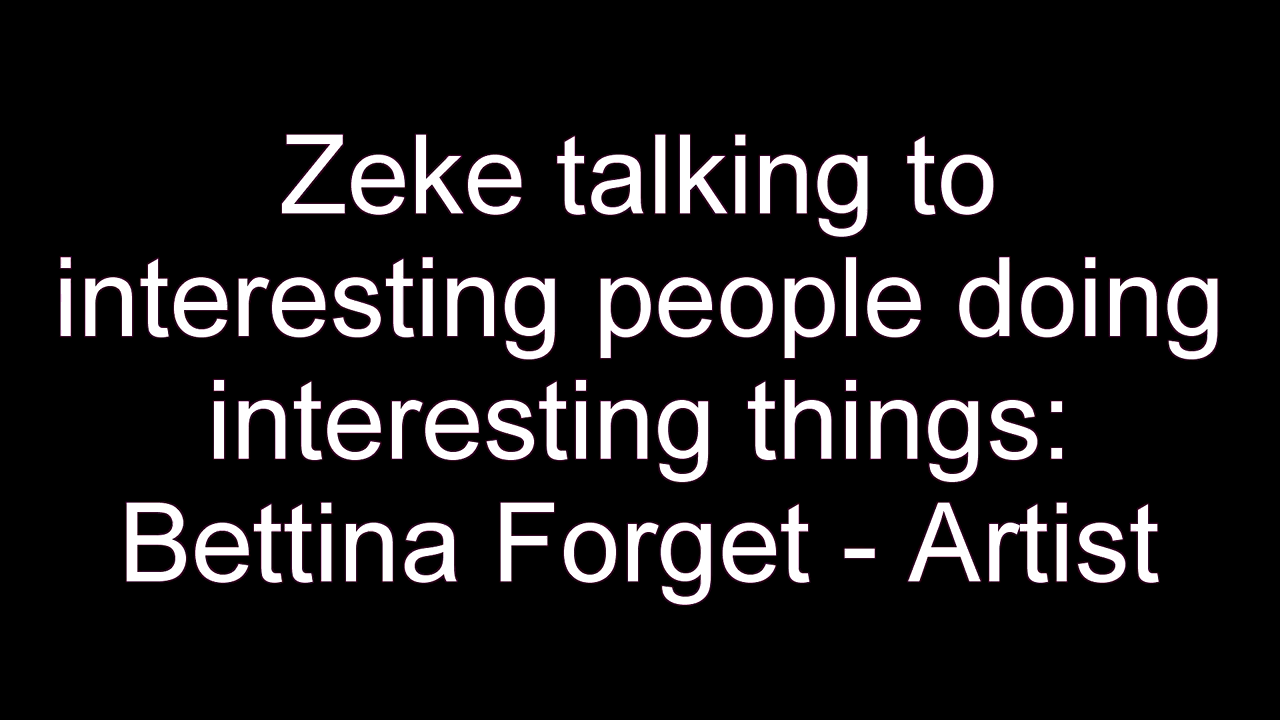 Zeke talking to
interesting people doing
interesting things:
Bettina Forget - Artist